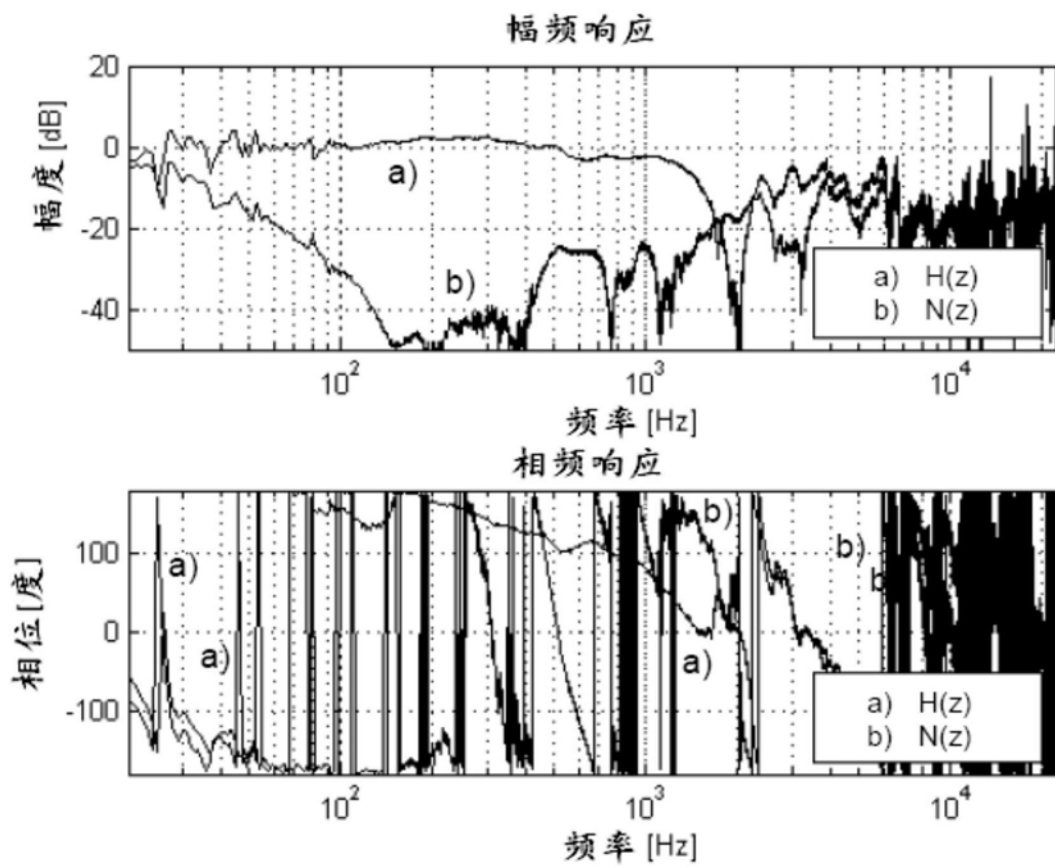 幅频响应
幅度 [dB]
20
0
-20
-40
a)
b)
a) H(z)
b) N(z)
10²
10³
10⁴
频率 [Hz]
相频响应
相位 [度]
100
0
-100
a)
a)
b)
a)
b)
b
a) H(z)
b) N(z)
10²
10³
10⁴
频率 [Hz]